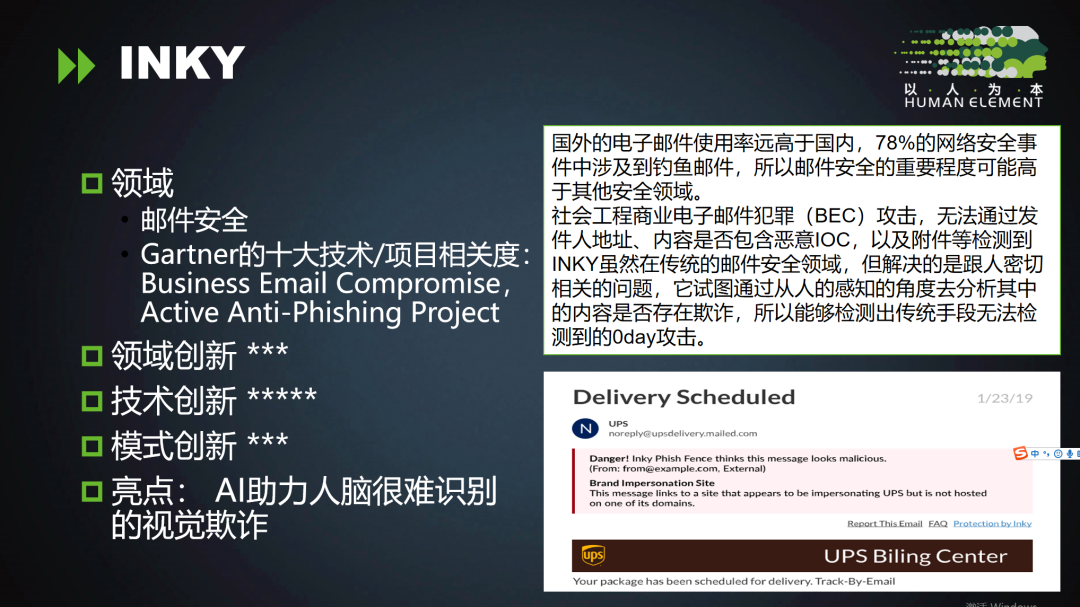 INKY
以·人·为·本
HUMAN ELEMENT
领域
邮件安全
Gartner的十大技术/项目相关度：
Business Email Compromise，
Active Anti-Phishing Project
领域创新 ***
技术创新 *****
模式创新 ***
亮点： AI助力人脑很难识别
的视觉欺诈
国外的电子邮件使用率远高于国内，78%的网络安全事
件中涉及到钓鱼邮件，所以邮件安全的重要程度可能高
于其他安全领域。
社会工程商业电子邮件犯罪（BEC）攻击，无法通过发
件人地址、内容是否包含恶意IOC，以及附件等检测到
INKY虽然在传统的邮件安全领域，但解决的是跟人密切
相关的问题，它试图通过从人的感知的角度去分析其中
的内容是否存在欺诈，所以能够检测出传统手段无法检
测到的0day攻击。
Delivery Scheduled
1/23/19
N
UPS
noreply@upsdelivery.mailed.com
Danger! Inky Phish Fence thinks this message looks malicious.
(From: from@example.com, External)
Brand Impersonation Site
This message links to a site that appears to be impersonating UPS but is not hosted
on one of its domains.
Report This Email FAQ Protection by Inky
ups
UPS Biling Center
Your package has been scheduled for delivery. Track-By-Email
S 中
激活 Windows